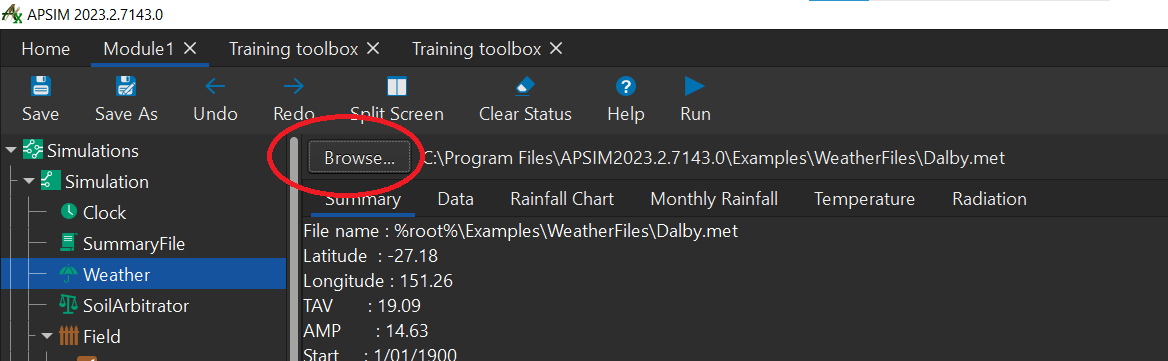 APSIM 2023.2.7143.0
Home Module1 Training toolbox Training toolbox
Save Save As Undo Redo Split Screen Clear Status Help Run
Simulations
Simulation
Clock
SummaryFile
Weather
SoilArbitrator
Field
Browse... C:\Program Files\APSIM2023.2.7143.0\Examples\WeatherFiles\Dalby.met
Summary Data Rainfall Chart Monthly Rainfall Temperature Radiation
File name : %root%\Examples\WeatherFiles\Dalby.met
Latitude : -27.18
Longitude : 151.26
TAV : 19.09
AMP : 14.63
Start : 1/01/1900